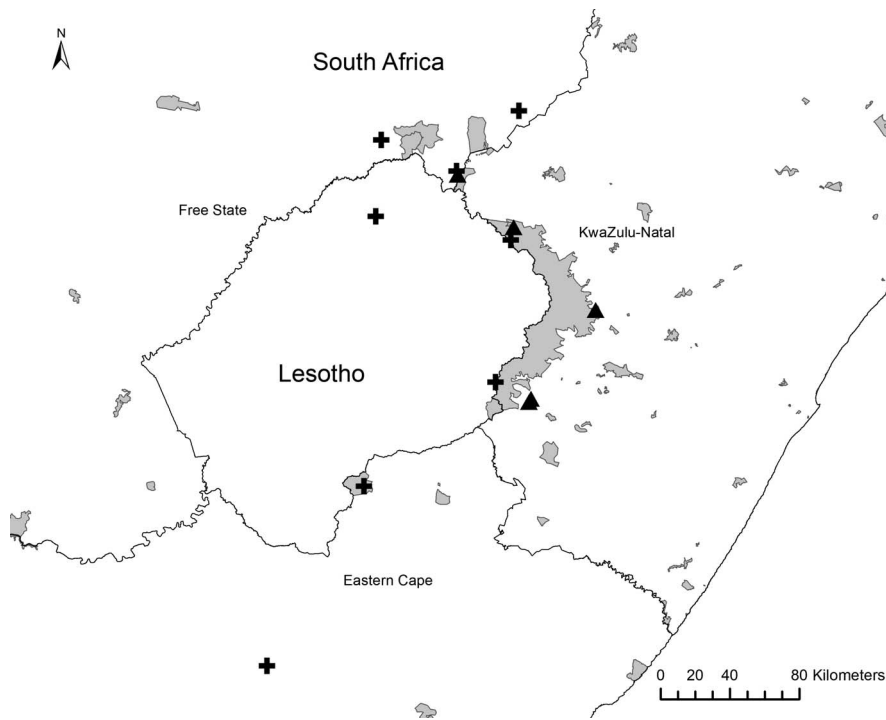 N
South Africa
Free State
KwaZulu-Natal
Lesotho
Eastern Cape
0 20 40 80 Kilometers